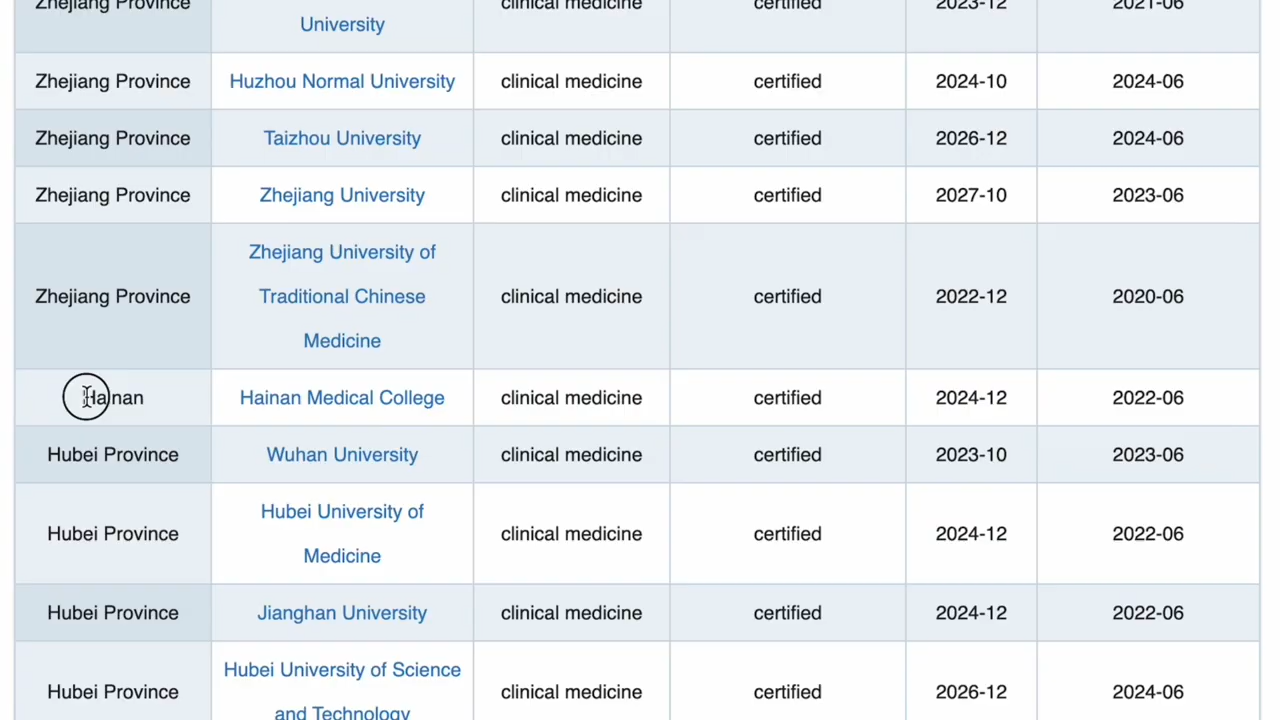 Zhejiang Province University clinical medicine certified 2023-12 2021-06
Zhejiang Province Huzhou Normal University clinical medicine certified 2024-10 2024-06
Zhejiang Province Taizhou University clinical medicine certified 2026-12 2024-06
Zhejiang Province Zhejiang University clinical medicine certified 2027-10 2023-06
Zhejiang Province Zhejiang University of Traditional Chinese Medicine clinical medicine certified 2022-12 2020-06
Hainan Hainan Medical College clinical medicine certified 2024-12 2022-06
Hubei Province Wuhan University clinical medicine certified 2023-10 2023-06
Hubei Province Hubei University of Medicine clinical medicine certified 2024-12 2022-06
Hubei Province Jianghan University clinical medicine certified 2024-12 2022-06
Hubei Province Hubei University of Science and Technology clinical medicine certified 2026-12 2024-06